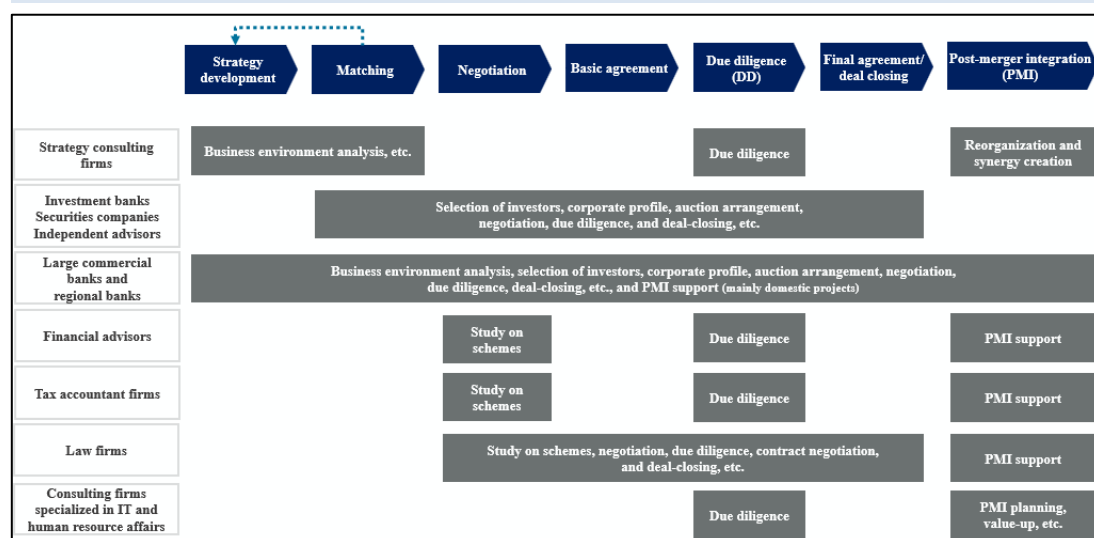 Strategy
development
Matching
Negotiation
Basic agreement
Due diligence
(DD)
Final agreement/
deal closing
Post-merger integration
(PMI)
Strategy consulting
firms
Business environment analysis, etc.
Due diligence
Reorganization and
synergy creation
Investment banks
Securities companies
Independent advisors
Selection of investors, corporate profile, auction arrangement,
negotiation, due diligence, and deal-closing, etc.
Large commercial
banks and
regional banks
Business environment analysis, selection of investors, corporate profile, auction arrangement, negotiation,
due diligence, deal-closing, etc., and PMI support (mainly domestic projects)
Financial advisors
Study on
schemes
Due diligence
PMI support
Tax accountant firms
Study on
schemes
Due diligence
PMI support
Law firms
Study on schemes, negotiation, due diligence, contract negotiation,
and deal-closing, etc.
PMI support
Consulting firms
specialized in IT and
human resource affairs
Due diligence
PMI planning,
value-up, etc.